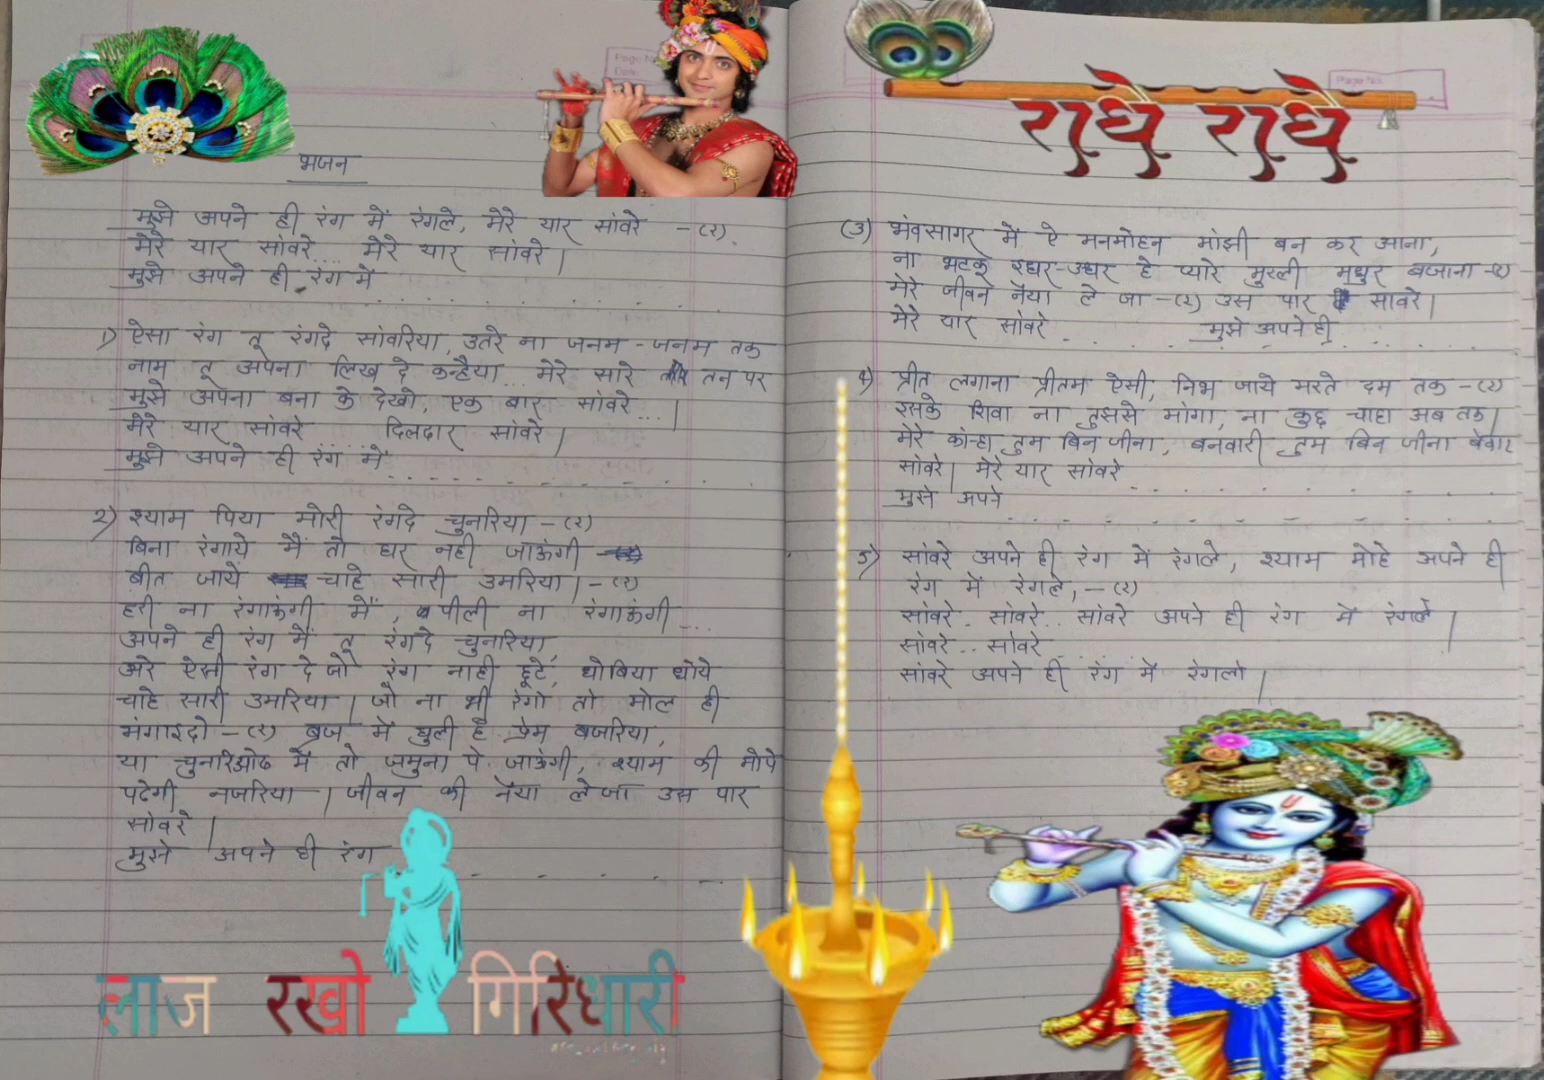 भजन
मुझे अपने ही रंग में रंगले, मेरे यार सांवरे -(२)
मेरे यार सांवरे.... मेरे यार सांवरे।
मुझे अपने ही रंग में
1) ऐसा रंग तू रंगदे सांवरिया, उतरे ना जनम-जनम तक
नाम तू अपना लिख दे कन्हैया.. मेरे सारे तन पर
मुझे अपना बना के देखो, एक बार सांवरे...।
मेरे यार सांवरे दिलदार सांवरे।
मुझे अपने ही रंग में
2) श्याम पिया मोरी रंगदे चुनरिया -(२)
बिना रंगाये मैं तो घर नही जाऊंगी
बीत जाये चाहे सारी उमरिया। -(२)
हरी ना रंगाऊंगी में, पीली ना रंगाऊंगी...
अपने ही रंग में तू रंगदे चुनरिया,
अरे ऐसी रंग दे जो रंग नाही छूटे, धोबिया धोये
चाहे सारी उमरिया। जो ना भी रंगो तो मोल ही
मंगाइदो -(२) ब्रज में खुली है प्रेम बजरिया,
या चुनरिओढ में तो जमुना पे जाऊंगी, श्याम की मोपे
पढेगी नजरिया। जीवन की नैया लेजा उस पार
सांवरे।
मुझे अपने ही रंग
लाज रखो गिरिधारी
राधे राधे
(3) भंवसागर में ऐ मनमोहन मांझी बन कर आना,
ना भटकू इधर-उधर हे प्यारे मुरली मधुर बजाना -(२)
मेरे जीवन नैया ले जा -(२) उस पार सांवरे।
मेरे यार सांवरे.. मुझे अपने ही
4) प्रीत लगाना प्रीतम ऐसी, निभ जाये मरते दम तक -(२)
इसके शिवा ना तुझसे मांगा, ना कुछ चाहा अब तक।
मेरे कान्हा तुम बिन जीना, बनवारी तुम बिन जीना बेकार
सांवरे। मेरे यार सांवरे
मुझे अपने
5) सांवरे अपने ही रंग में रंगले, श्याम मोहे अपने ही
रंग में रंगले, -(२)
सांवरे.. सांवरे.. सांवरे अपने ही रंग में रंगले।
सांवरे.. सांवरे
सांवरे अपने ही रंग में रंगलो।